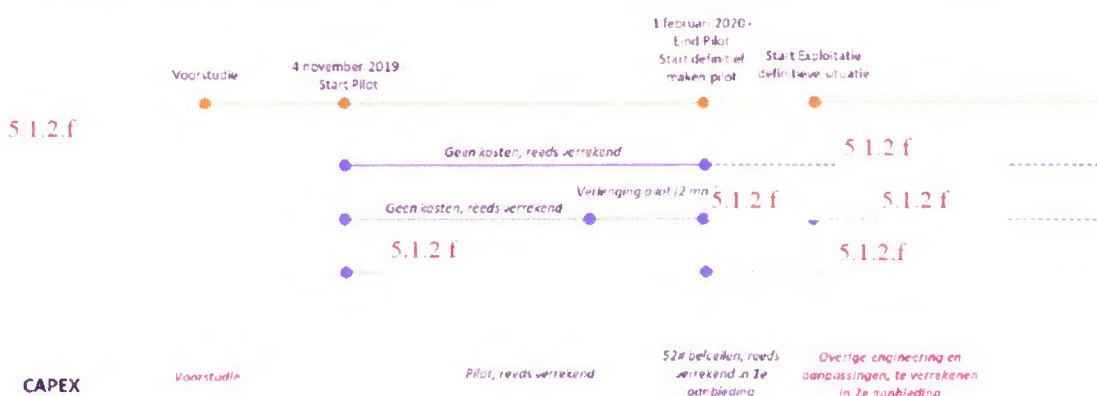 1 februari 2020 -
Eind Pilot
Start definitief
maken pilot
Start Exploitatie
definitieve situatie
Voorstudie
4 november 2019 -
Start Pilot
5.1.2.f
Geen kosten, reeds verrekend
5.1.2 f
Verlenging pilot (2 mn
5.1.2 f
5.1.2 f
Geen kosten, reeds verrekend
5.1.2 f
5.1.2.f
CAPEX
Voorstudie
Pilot, reeds verrekend
52# belzeilen, reeds
verrekend in 1e
aanbieding
Overige engineering en
aanpassingen, te verrekenen
in 2e aanbieding